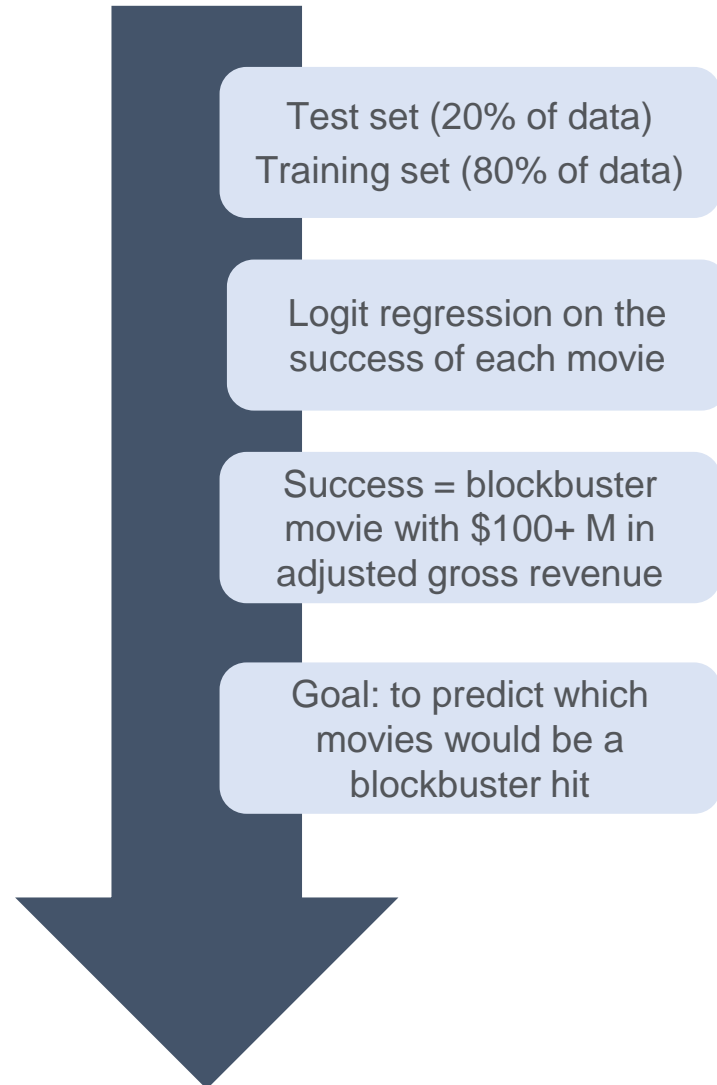 Test set (20% of data)
Training set (80% of data)
Logit regression on the
success of each movie
Success = blockbuster
movie with $100+ M in
adjusted gross revenue
Goal: to predict which
movies would be a
blockbuster hit